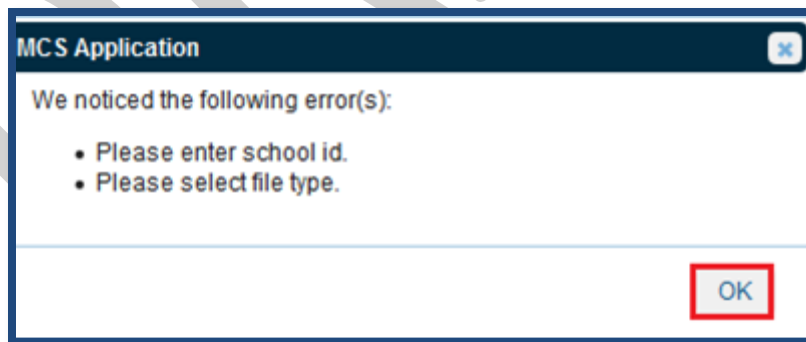 MCS Application
We noticed the following error(s):
• Please enter school id.
• Please select file type.
OK